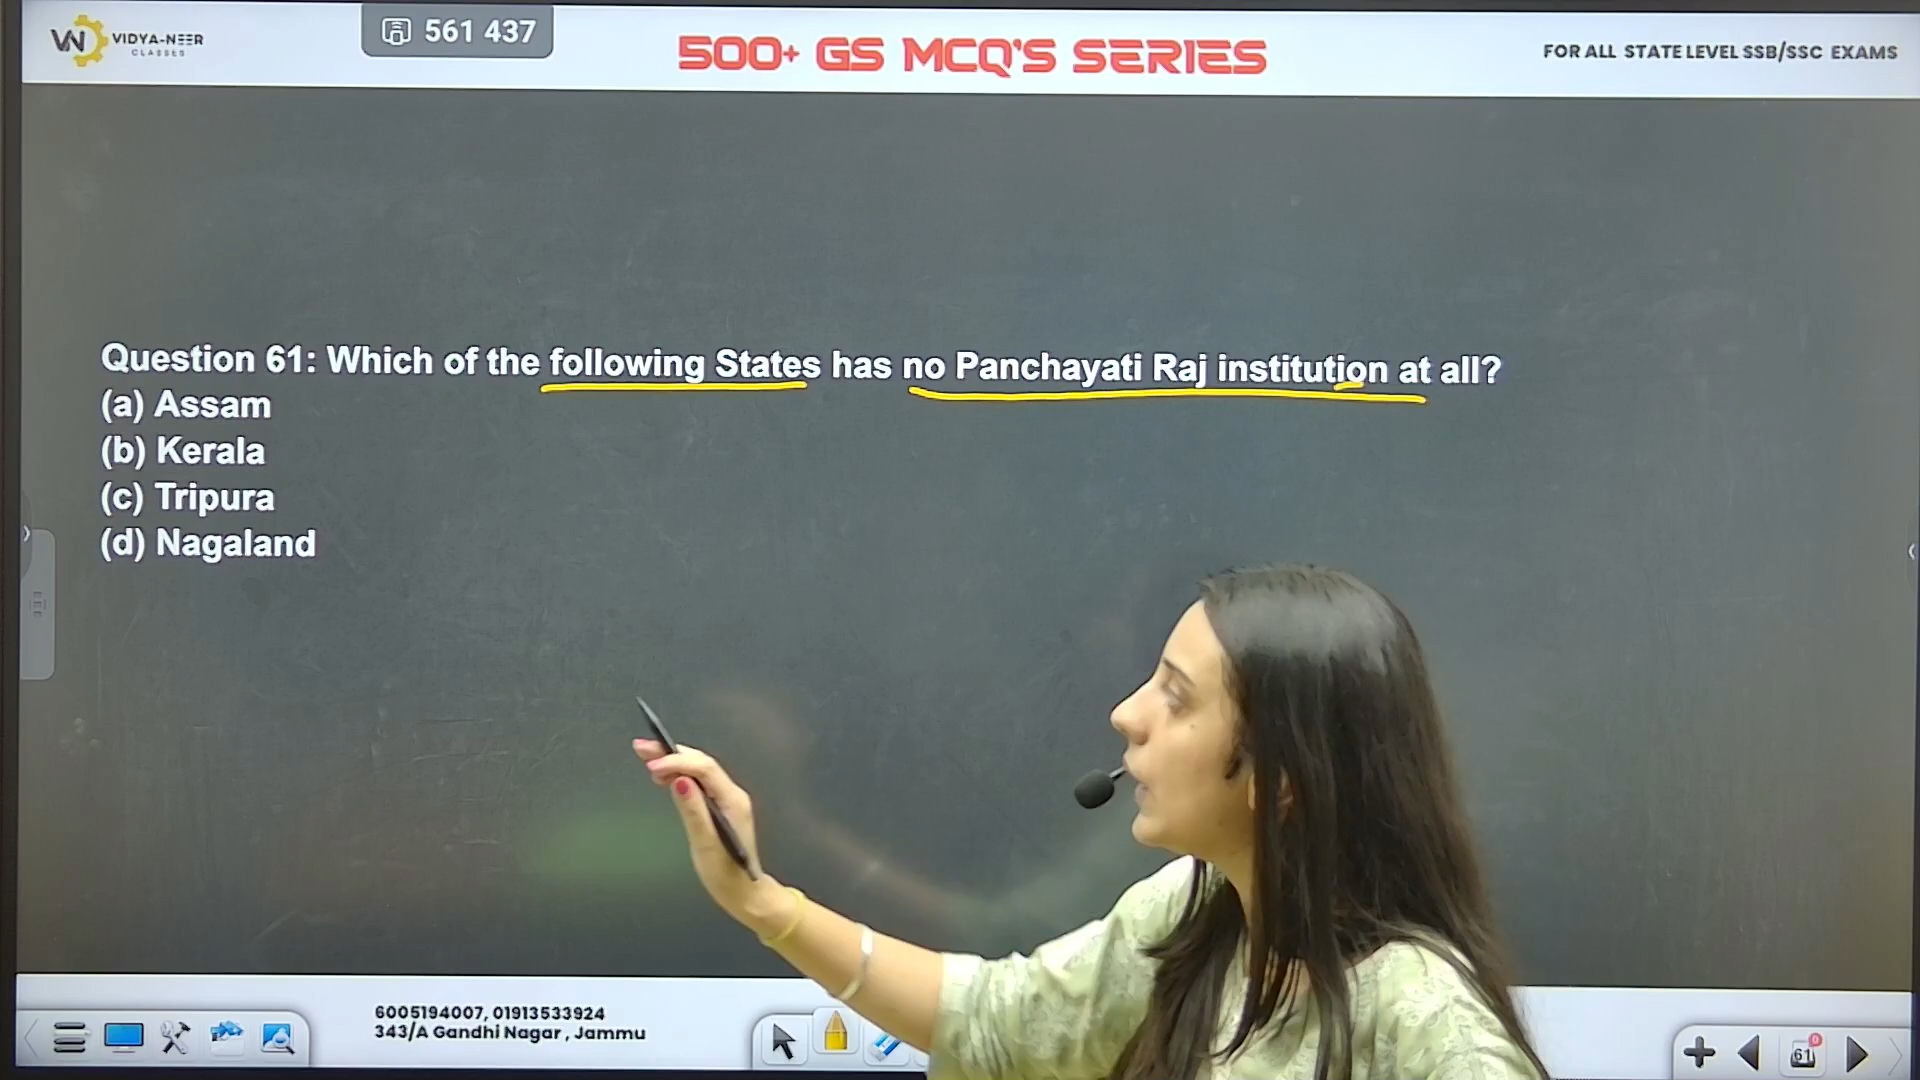 VN VIDYA-NEER
CLASSES
561 437
500+ GS MCQ'S SERIES
FOR ALL STATE LEVEL SSB/SSC EXAMS
Question 61: Which of the following States has no Panchayati Raj institution at all?
(a) Assam
(b) Kerala
(c) Tripura
(d) Nagaland
6005194007, 01913533924
343/A Gandhi Nagar, Jammu
61
0